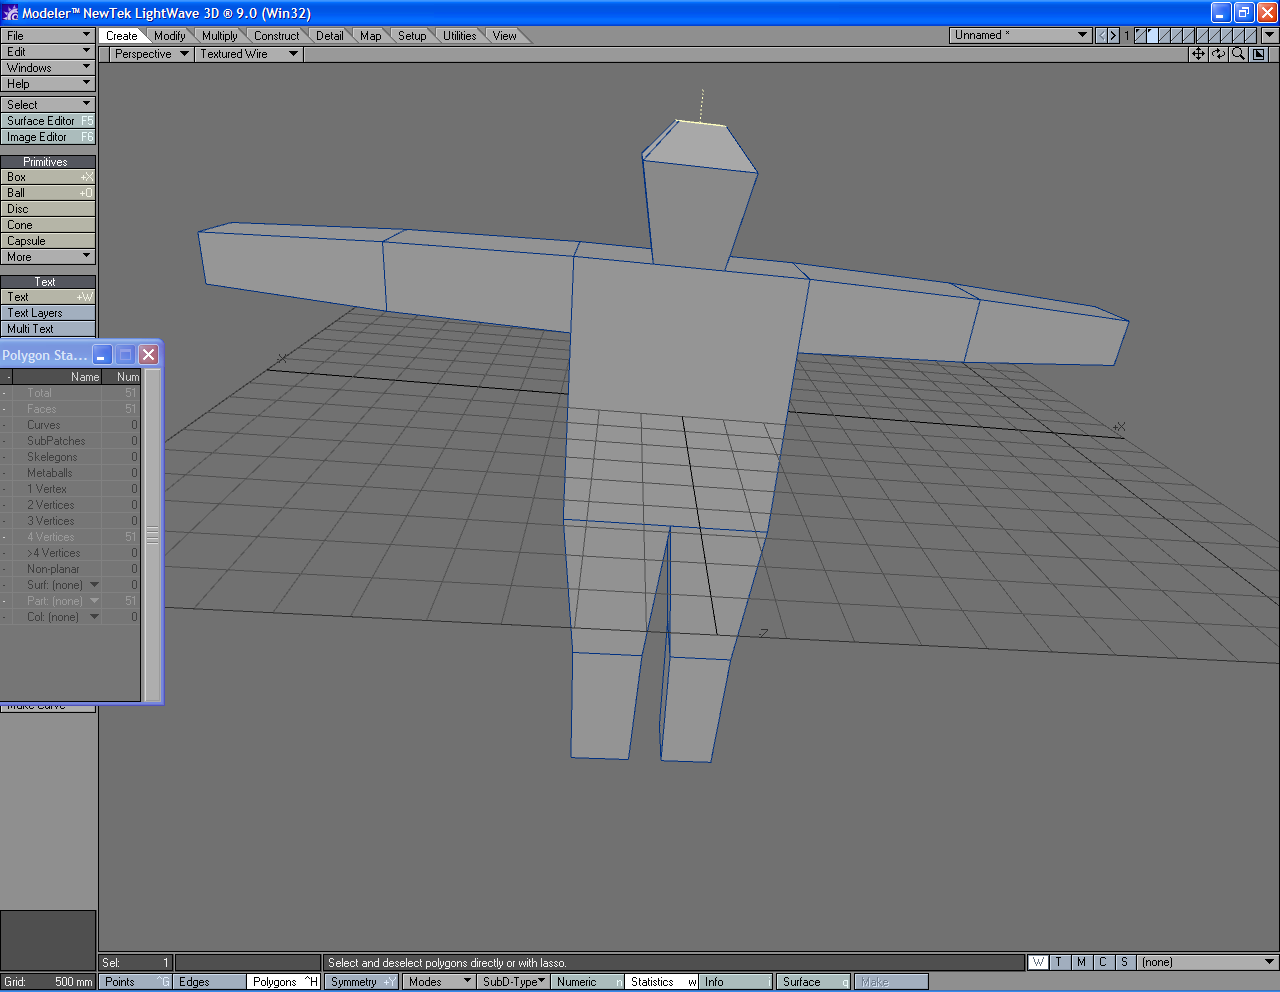 Modeler™ NewTek LightWave 3D ® 9.0 (Win32)
File
Edit
Windows
Help
Select
Surface Editor F5
Image Editor F6
Primitives
Box +X
Ball +O
Disc
Cone
Capsule
More
Text
Text +W
Text Layers
Multi Text
Create Modify Multiply Construct Detail Map Setup Utilities View
Unnamed * < > 1
Perspective Textured Wire
Polygon Sta...
- Name Num
- Total 51
- Faces 51
- Curves 0
- SubPatches 0
- Skelegons 0
- Metaballs 0
- 1 Vertex 0
- 2 Vertices 0
- 3 Vertices 0
- 4 Vertices 51
- >4 Vertices 0
- Non-planar 0
- Surf: (none) 0
- Part: (none) 51
- Col: (none) 0
Make Curve
-X
+X
-Z
Sel: 1 Select and deselect polygons directly or with lasso. W T M C S (none)
Grid: 500 mm Points ^G Edges Polygons ^H Symmetry +Y Modes SubD-Type Numeric n Statistics w Info i Surface q Make